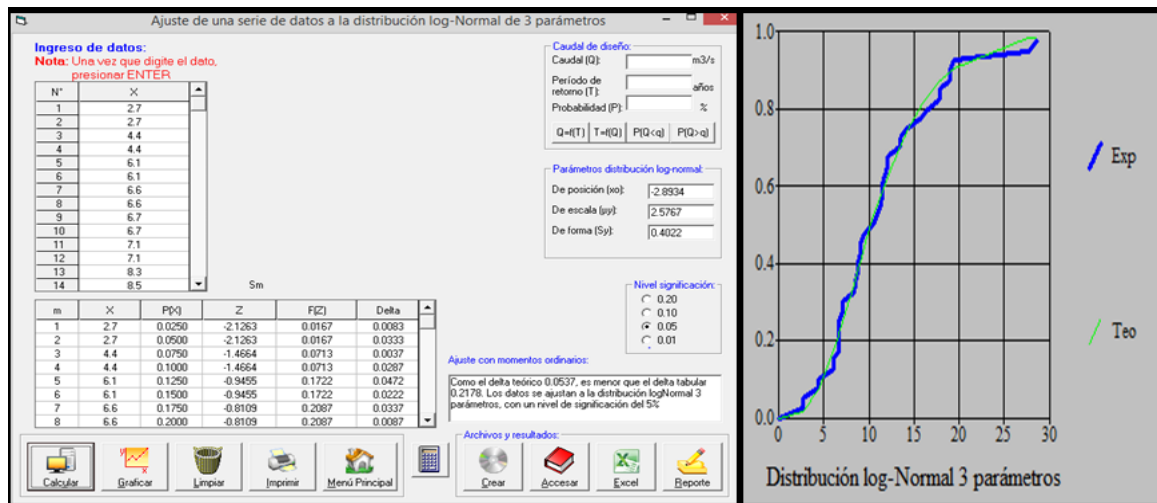 Ajuste de una serie de datos a la distribución log-Normal de 3 parámetros
Ingreso de datos:
Nota: Una vez que digite el dato,
presionar ENTER
N° X
1 2.7
2 2.7
3 4.4
4 4.4
5 6.1
6 6.1
7 6.6
8 6.6
9 6.7
10 6.7
11 7.1
12 7.1
13 8.3
14 8.5
Sm
Caudal de diseño:
Caudal (Q): m3/s
Período de
retorno (T): años
Probabilidad (P): %
Q=f(T) T=f(Q) P(Q<q) P(Q>q)
Parámetros distribución log-normal:
De posición (xo): -2.8934
De escala (μy): 2.5767
De forma (Sy): 0.4022
Nivel significación:
0.20
0.10
0.05
0.01
m X P(X) Z F(Z) Delta
1 2.7 0.0250 -2.1263 0.0167 0.0083
2 2.7 0.0500 -2.1263 0.0167 0.0333
3 4.4 0.0750 -1.4664 0.0713 0.0037
4 4.4 0.1000 -1.4664 0.0713 0.0287
5 6.1 0.1250 -0.9455 0.1722 0.0472
6 6.1 0.1500 -0.9455 0.1722 0.0222
7 6.6 0.1750 -0.8109 0.2087 0.0337
8 6.6 0.2000 -0.8109 0.2087 0.0087
Ajuste con momentos ordinarios:
Como el delta teórico 0.0537, es menor que el delta tabular
0.2178. Los datos se ajustan a la distribución logNormal 3
parámetros, con un nivel de significación del 5%
Calcular Graficar Limpiar Imprimir Menú Principal
Archivos y resultados:
Crear Accesar Excel Reporte
1.0
0.8
0.6
0.4
0.2
0.0
0 5 10 15 20 25 30
Exp
Teo
Distribución log-Normal 3 parámetros